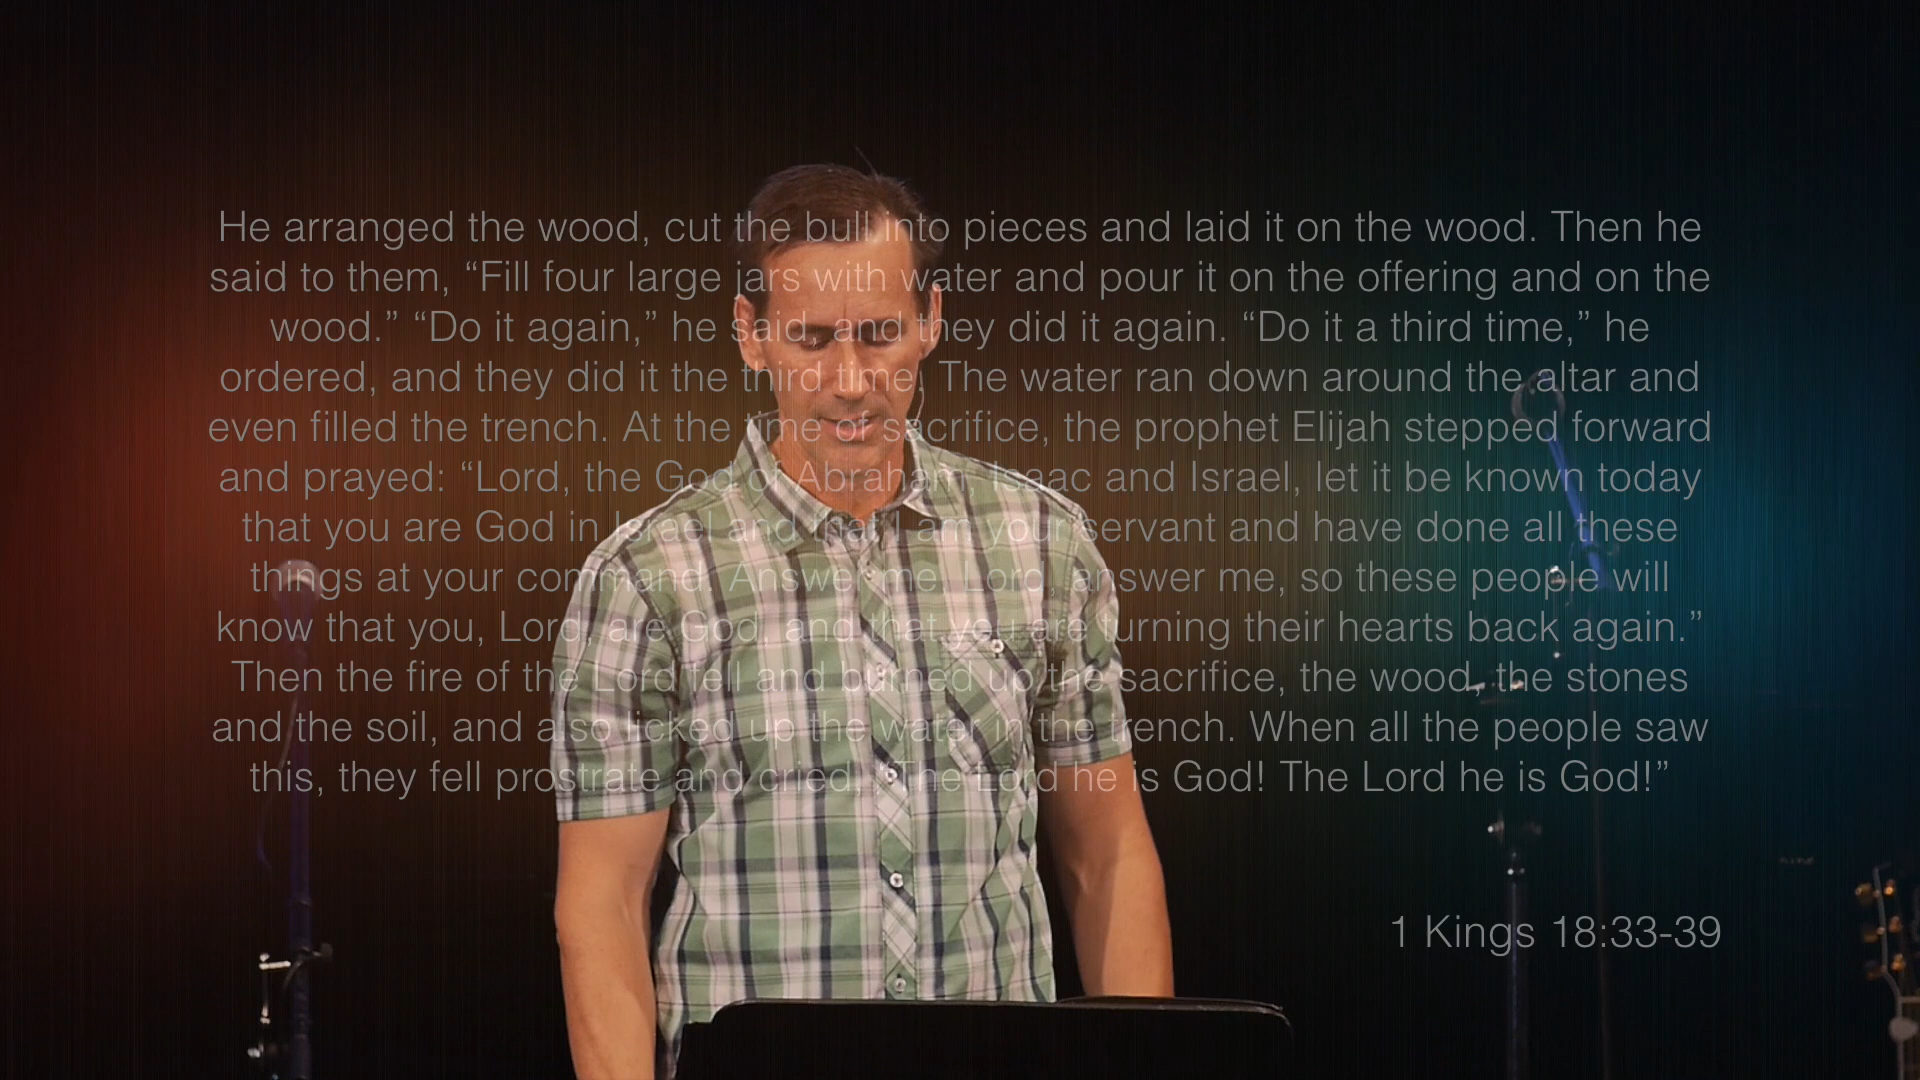 He arranged the wood, cut the bull into pieces and laid it on the wood. Then he
said to them, “Fill four large jars with water and pour it on the offering and on the
wood.” “Do it again,” he said, and they did it again. “Do it a third time,” he
ordered, and they did it the third time. The water ran down around the altar and
even filled the trench. At the time of sacrifice, the prophet Elijah stepped forward
and prayed: “Lord, the God of Abraham, Isaac and Israel, let it be known today
that you are God in Israel and that I am your servant and have done all these
things at your command. Answer me, Lord, answer me, so these people will
know that you, Lord, are God, and that you are turning their hearts back again.”
Then the fire of the Lord fell and burned up the sacrifice, the wood, the stones
and the soil, and also licked up the water in the trench. When all the people saw
this, they fell prostrate and cried, “The Lord he is God! The Lord he is God!”
1 Kings 18:33-39